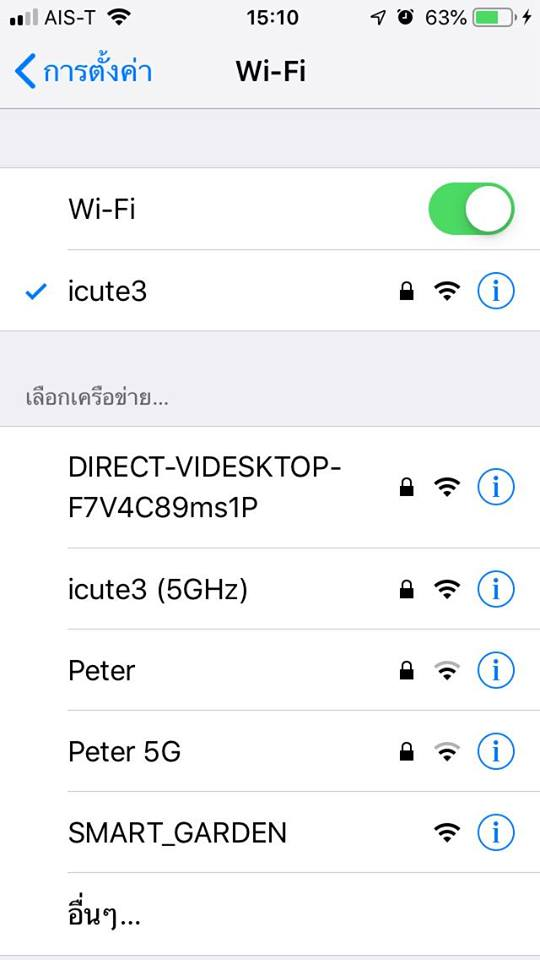 AIS-T 15:10 63%
การตั้งค่า Wi-Fi
Wi-Fi
icute3
เลือกเครือข่าย...
DIRECT-VIDESKTOP-
F7V4C89ms1P
icute3 (5GHz)
Peter
Peter 5G
SMART_GARDEN
อื่นๆ...